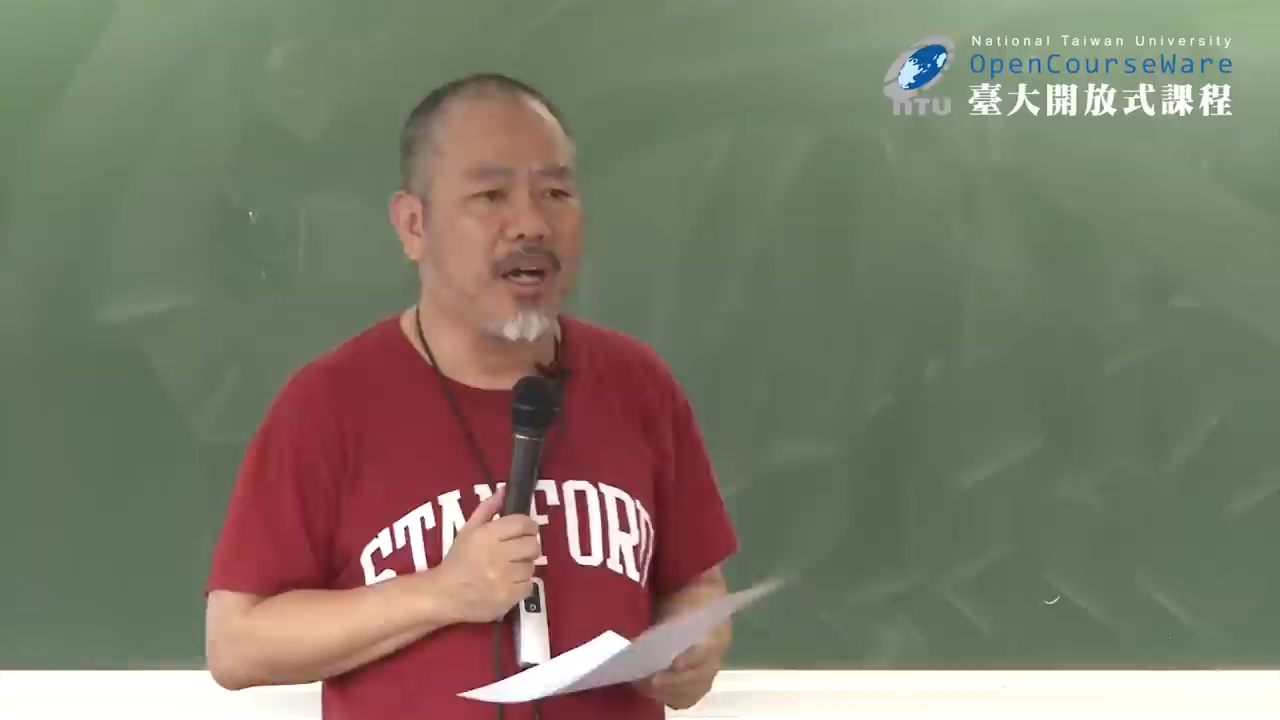 National Taiwan University
OpenCourseWare
NTU
臺大開放式課程
STANFORD